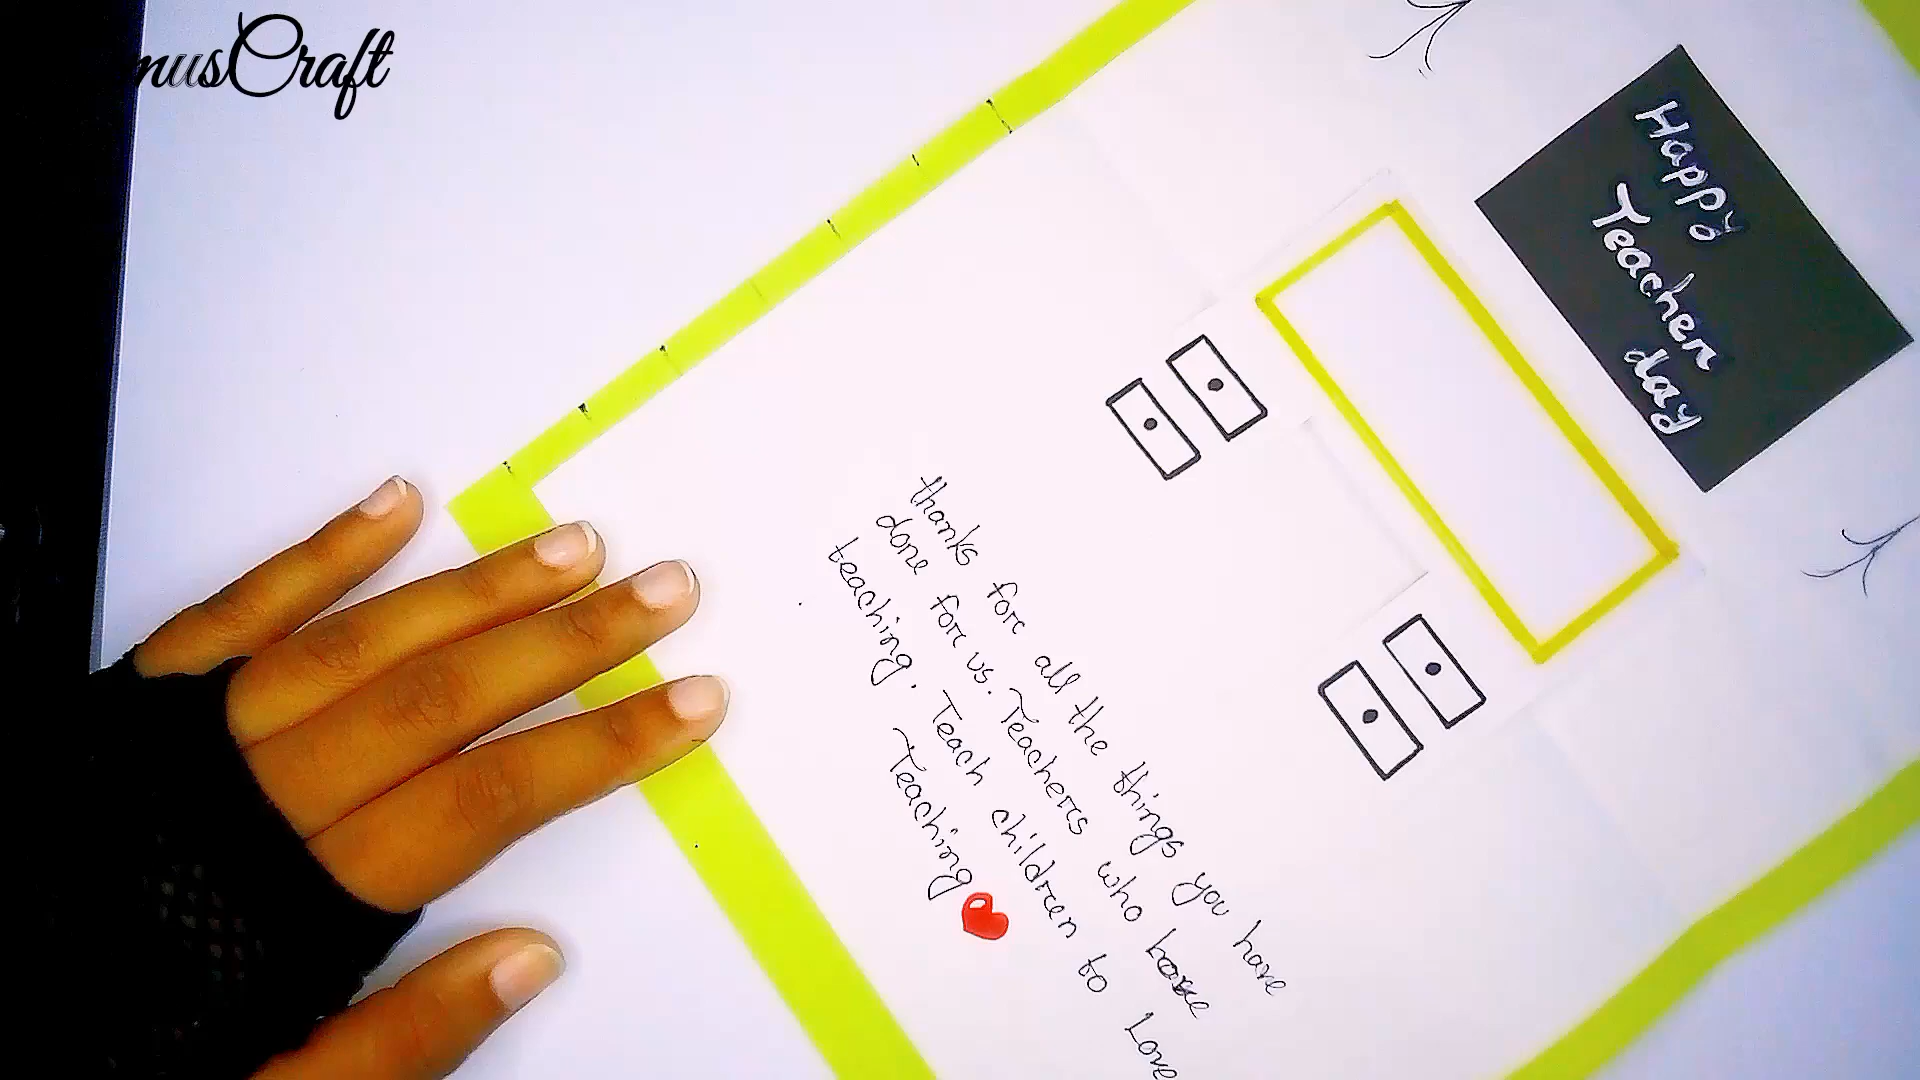 nusCraft
Happy
Teacher
day
thanks for all the things you have
done for us. Teachers who
teaching. Teach children to Love
Teaching